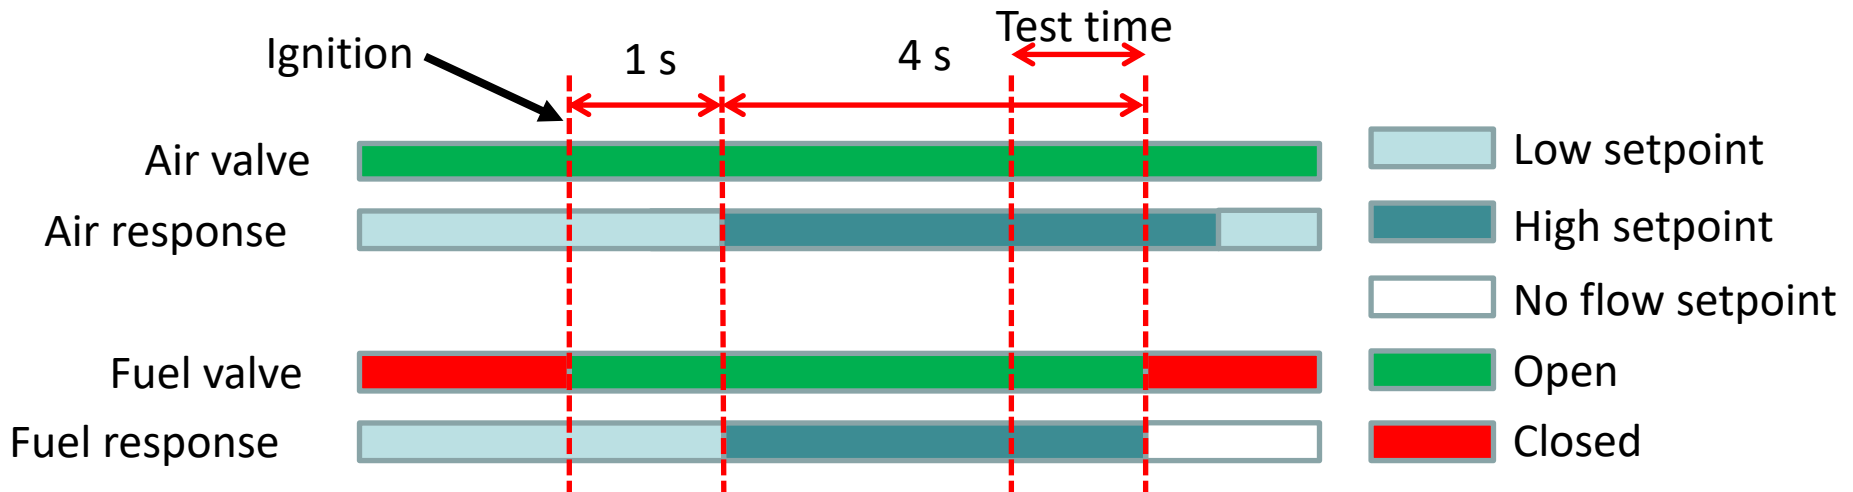 Test time
Ignition
1 s
4 s
Air valve
Low setpoint
Air response
High setpoint
No flow setpoint
Fuel valve
Open
Fuel response
Closed